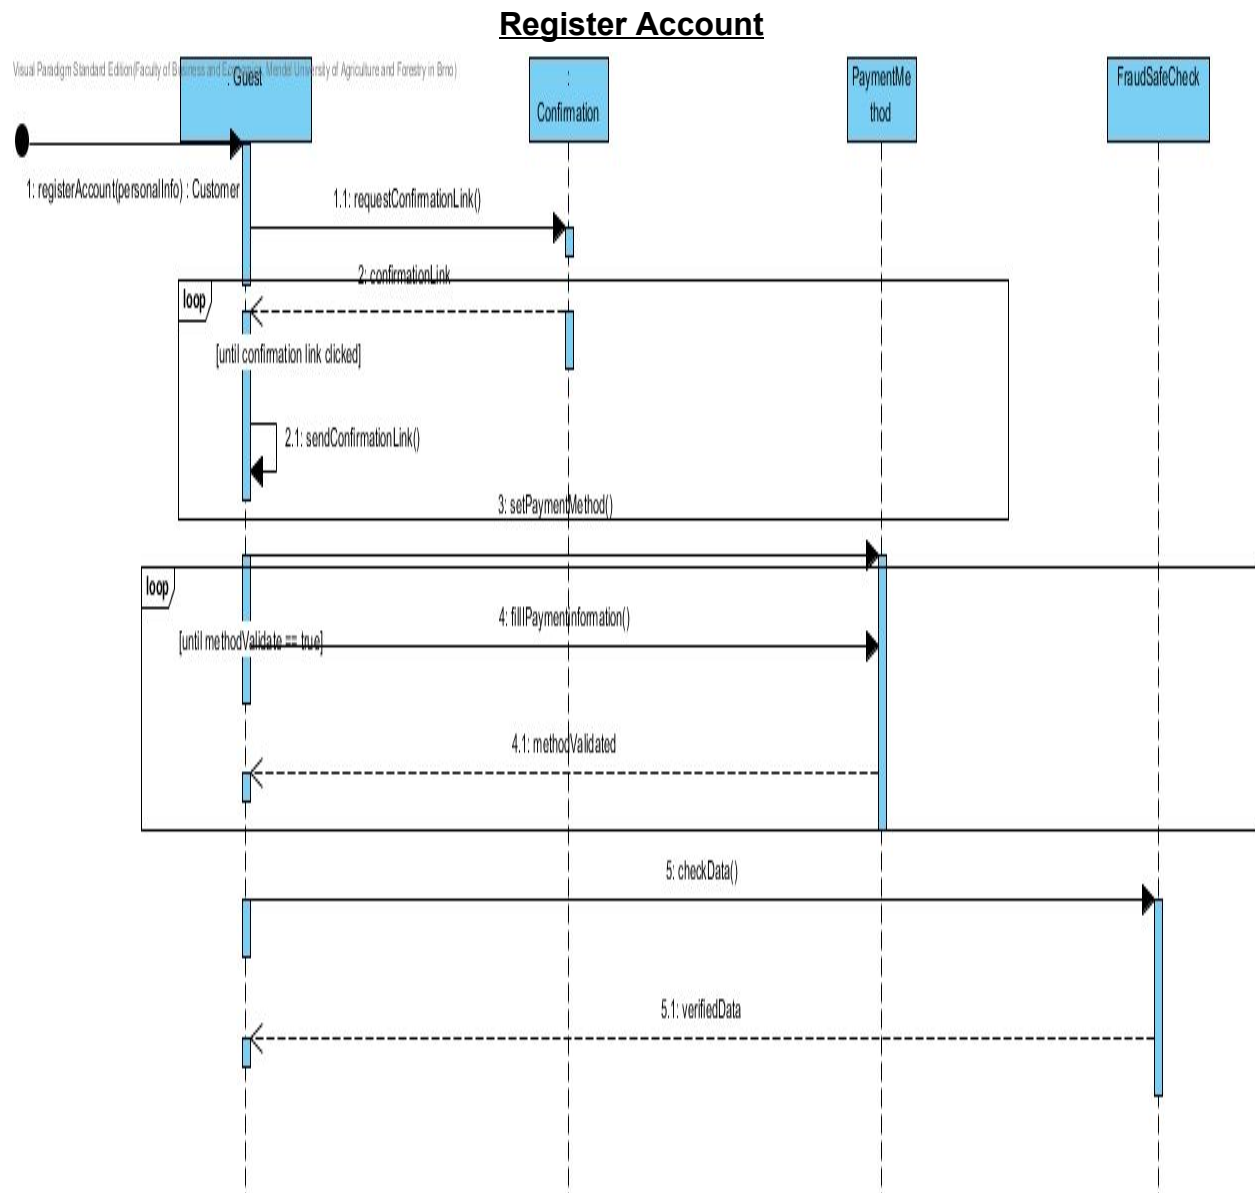 Register Account
Visual Paradigm Standard Edition(Faculty of Business and Economics, Mendel University of Agriculture and Forestry in Brno)
: Guest
:
Confirmation
PaymentMe
thod
FraudSafeCheck
1: registerAccount(personalInfo) : Customer
1.1: requestConfirmationLink()
2: confirmationLink
loop
[until confirmation link clicked]
2.1: sendConfirmationLink()
3: setPaymentMethod()
loop
4: fillPaymentinformation()
[until methodValidate == true]
4.1: methodValidated
5: checkData()
5.1: verifiedData